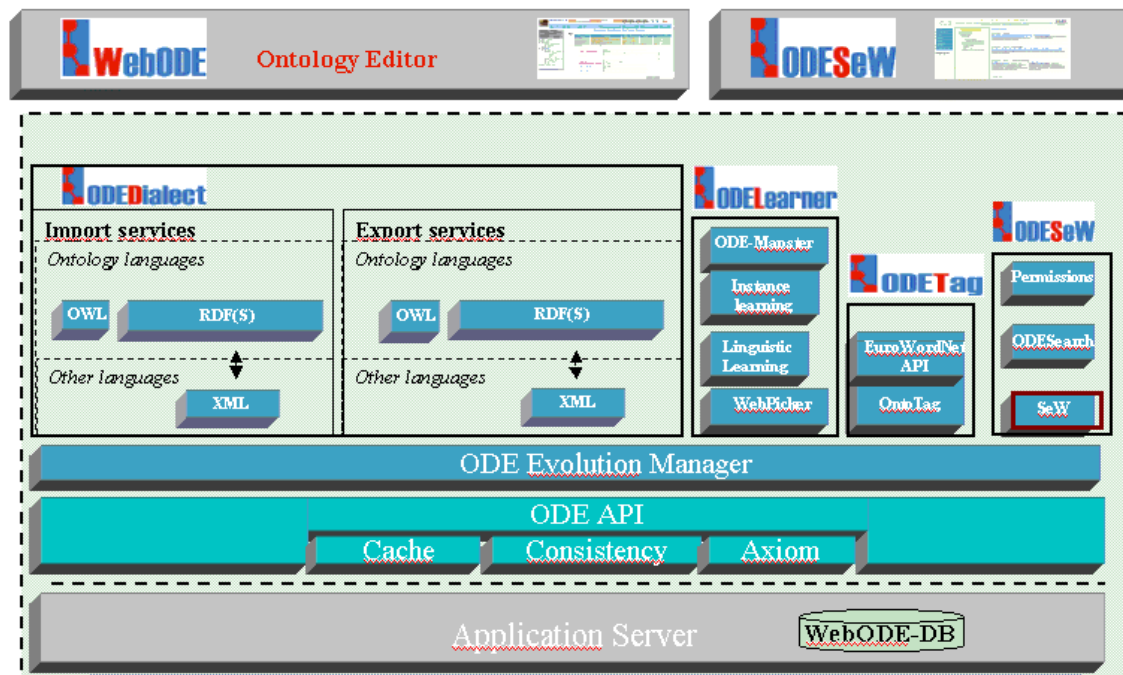 WebODE
Ontology Editor
ODESeW
ODEDialect
Import services
Ontology languages
OWL
RDF(S)
Other languages
XML
Export services
Ontology languages
OWL
RDF(S)
Other languages
XML
ODELearner
ODE-Manster
Instance
learning
Linguistic
Learning
WebPicker
ODETag
EuroWordNet
API
OntoTag
ODESeW
Permissions
ODESearch
SeW
ODE Evolution Manager
ODE API
Cache
Consistency
Axiom
Application Server
WebODE-DB